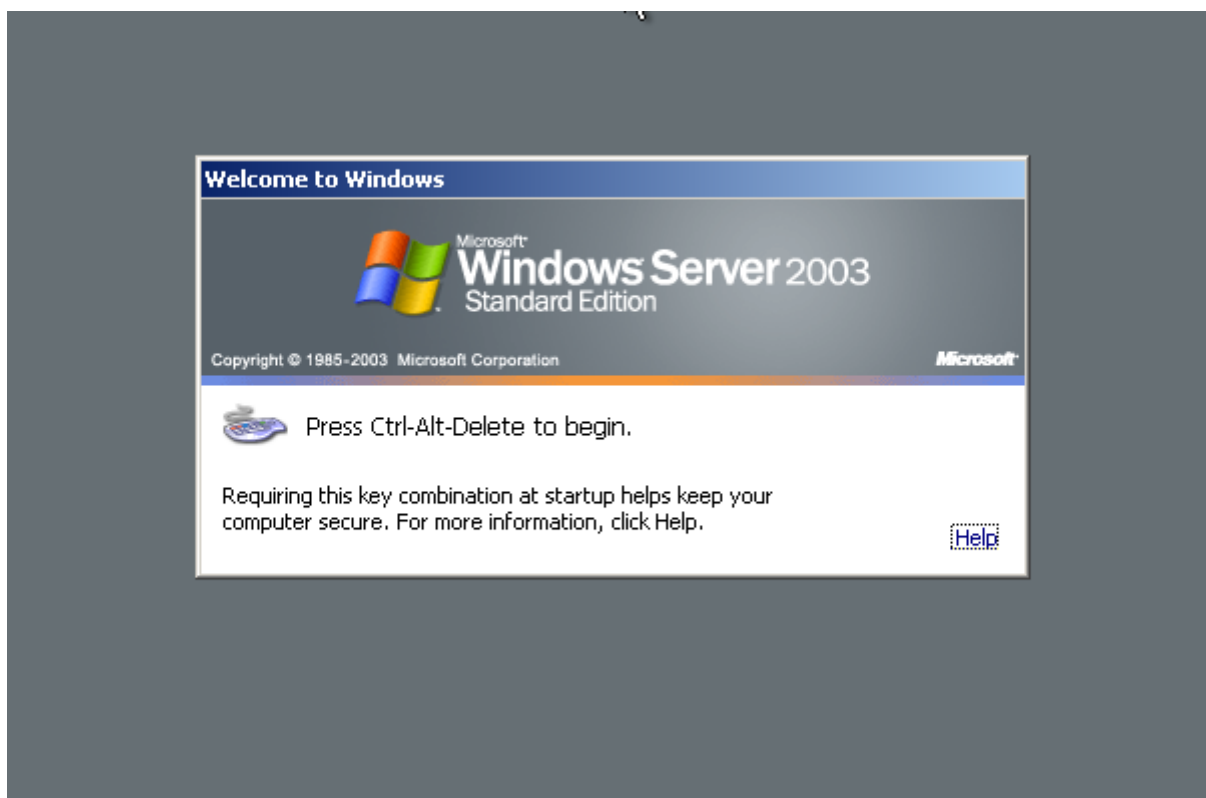 Welcome to Windows
Microsoft
Windows Server 2003
Standard Edition
Copyright © 1985-2003 Microsoft Corporation Microsoft
Press Ctrl-Alt-Delete to begin.
Requiring this key combination at startup helps keep your
computer secure. For more information, click Help.
Help